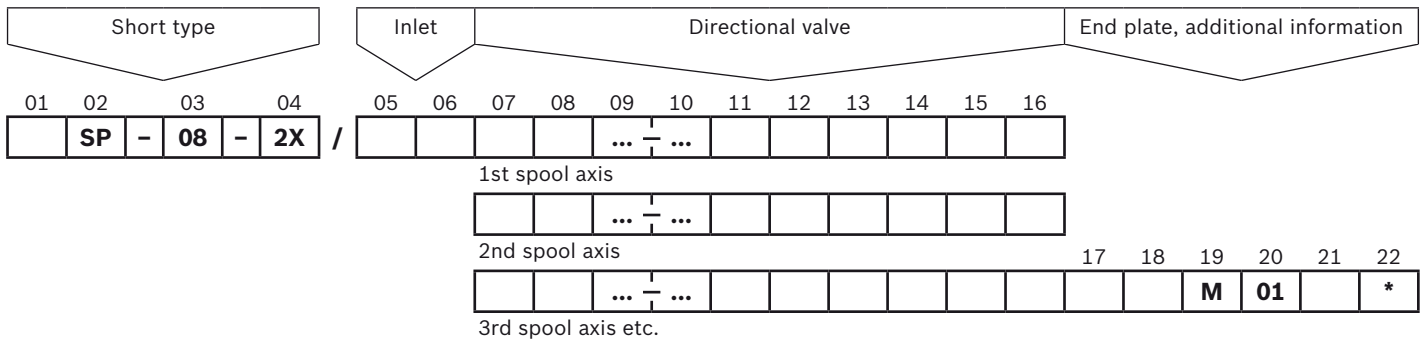 Short type Inlet Directional valve End plate, additional information
01 02 03 04 05 06 07 08 09 10 11 12 13 14 15 16
SP – 08 – 2X / ... – ...
1st spool axis
... – ...
2nd spool axis 17 18 19 20 21 22
... – ... M 01 *
3rd spool axis etc.